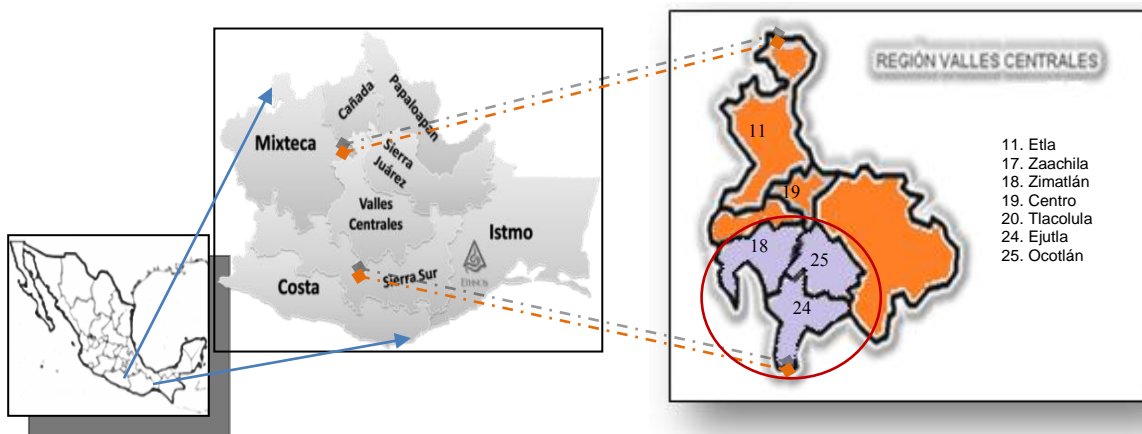 Cañada
Papaloapan
Mixteca
Sierra
Juárez
Valles
Centrales
Istmo
Costa
Sierra Sur
REGIÓN VALLES CENTRALES
11
19
18
25
24
11. Etla
17. Zaachila
18. Zimatlán
19. Centro
20. Tlacolula
24. Ejutla
25. Ocotlán